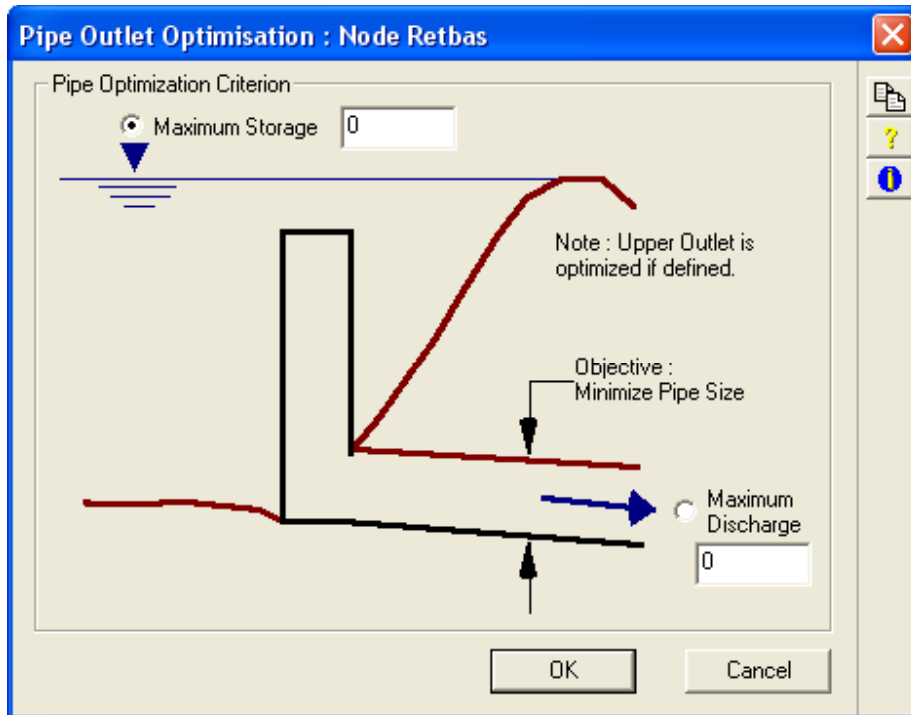 Pipe Outlet Optimisation : Node Retbas
Pipe Optimization Criterion
Maximum Storage
0
Note : Upper Outlet is
optimized if defined.
Objective :
Minimize Pipe Size
Maximum
Discharge
0
OK
Cancel